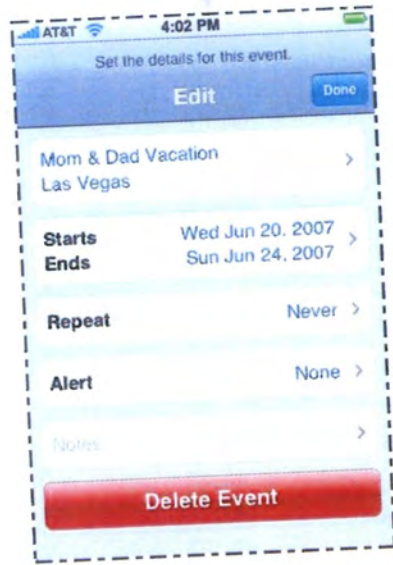 AT&T 4:02 PM
Set the details for this event.
Edit Done
Mom & Dad Vacation
Las Vegas
Starts Wed Jun 20. 2007
Ends Sun Jun 24, 2007
Repeat Never
Alert None
Notes
Delete Event